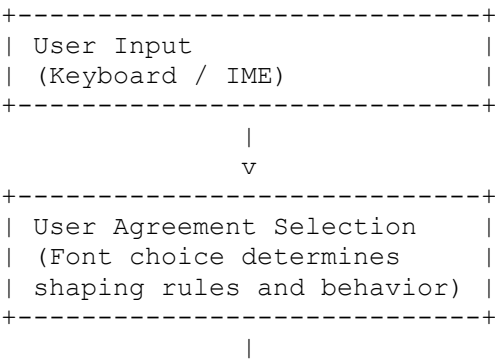 +------------------------------+
| User Input                   |
| (Keyboard / IME)             |
+------------------------------+
               |
               v
+------------------------------+
| User Agreement Selection     |
| (Font choice determines      |
| shaping rules and behavior)  |
+------------------------------+
               |